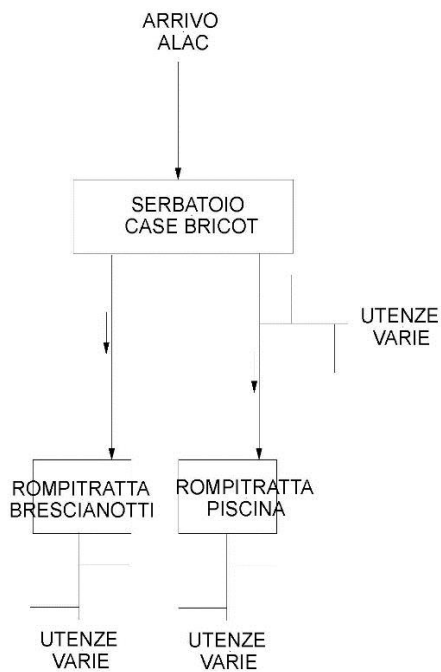 ARRIVO
ALAC
SERBATOIO
CASE BRICOT
UTENZE
VARIE
ROMPITRATTA
BRESCIANOTTI
ROMPITRATTA
PISCINA
UTENZE
VARIE
UTENZE
VARIE